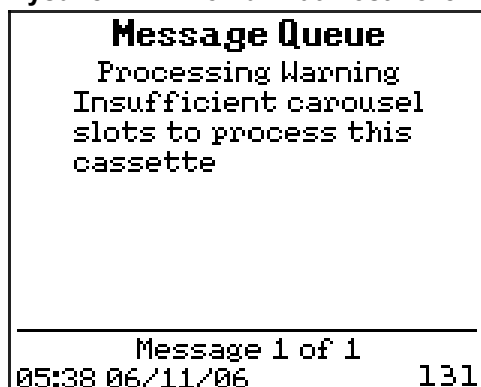 Message Queue
Processing Warning
Insufficient carousel
slots to process this
cassette
Message 1 of 1
05:38 06/11/06 131